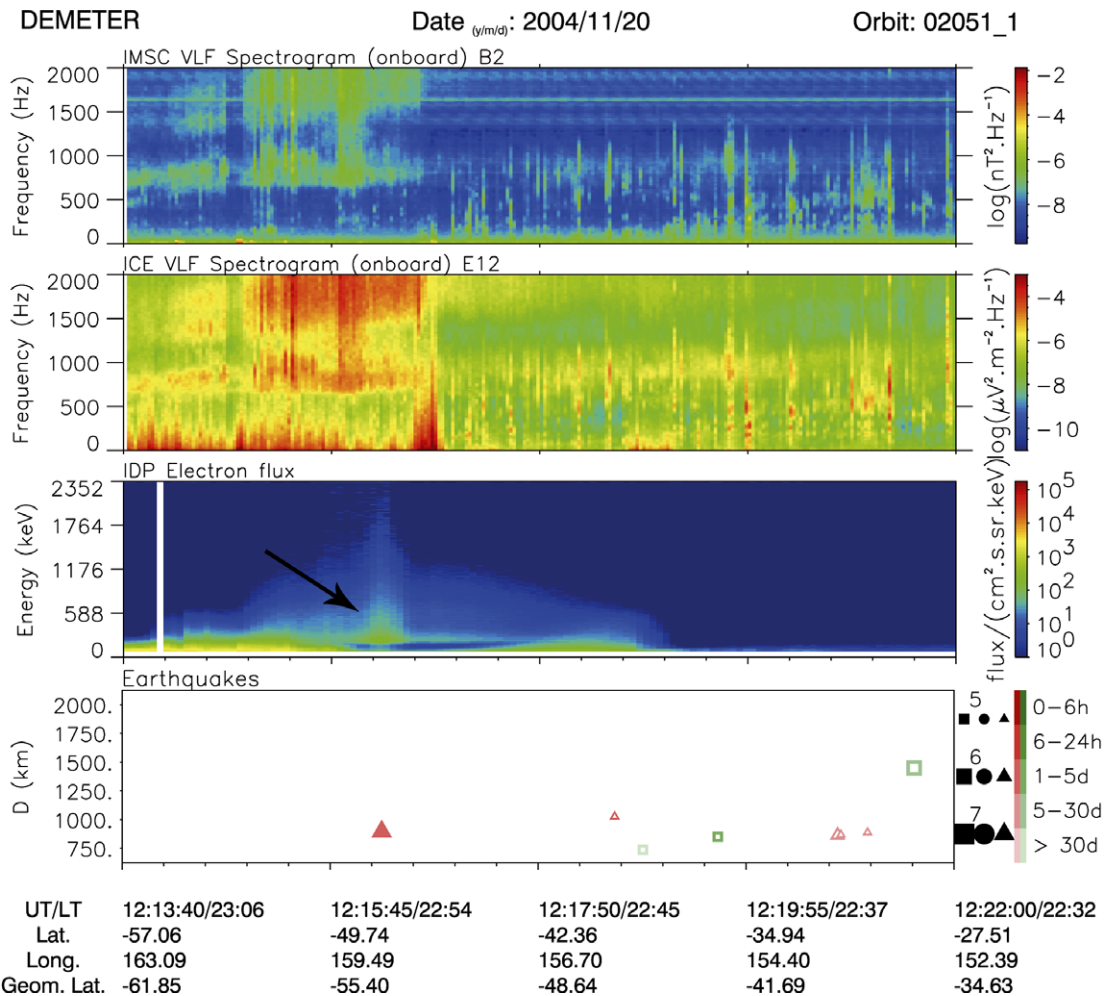 DEMETER Date (y/m/d): 2004/11/20 Orbit: 02051_1
IMSC VLF Spectrogram (onboard) B2
Frequency (Hz)
2000
1500
1000
500
0
log(nT².Hz⁻¹)
-2
-4
-6
-8
ICE VLF Spectrogram (onboard) E12
Frequency (Hz)
2000
1500
1000
500
0
log(μV².m⁻².Hz⁻¹)
-4
-6
-8
-10
IDP Electron flux
Energy (keV)
2352
1764
1176
588
0
flux/(cm².s.sr.keV)
10⁵
10⁴
10³
10²
10¹
10⁰
Earthquakes
D (km)
2000.
1750.
1500.
1250.
1000.
750.
5
6
7
0-6h
6-24h
1-5d
5-30d
> 30d
UT/LT 12:13:40/23:06 12:15:45/22:54 12:17:50/22:45 12:19:55/22:37 12:22:00/22:32
Lat. -57.06 -49.74 -42.36 -34.94 -27.51
Long. 163.09 159.49 156.70 154.40 152.39
Geom. Lat. -61.85 -55.40 -48.64 -41.69 -34.63